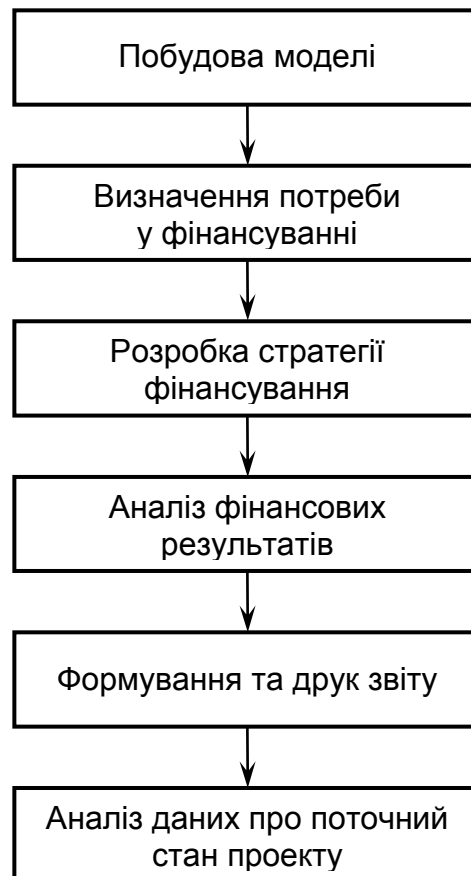 Побудова моделі
Визначення потреби
у фінансуванні
Розробка стратегії
фінансування
Аналіз фінансових
результатів
Формування та друк звіту
Аналіз даних про поточний
стан проекту